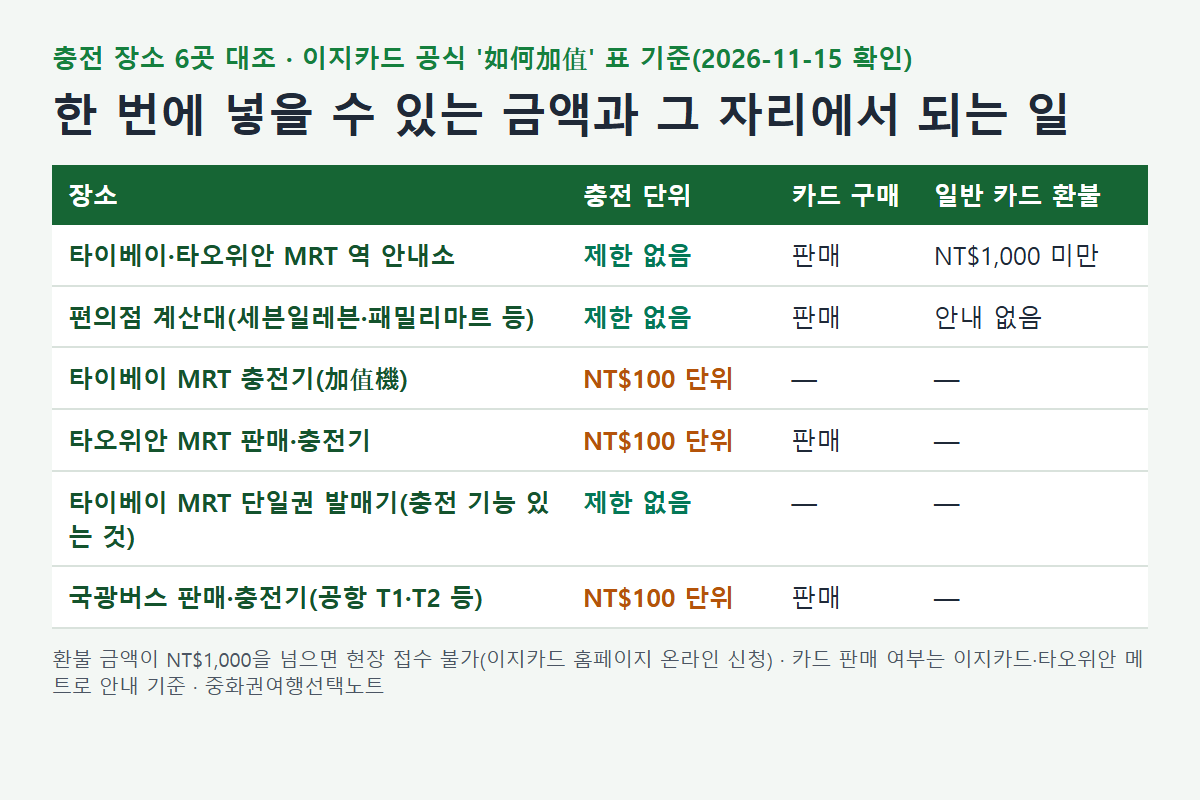 충전 장소 6곳 대조 · 이지카드 공식 '如何加值' 표 기준(2026-11-15 확인)
한 번에 넣을 수 있는 금액과 그 자리에서 되는 일
장소 충전 단위 카드 구매 일반 카드 환불
타이베이·타오위안 MRT 역 안내소 제한 없음 판매 NT$1,000 미만
편의점 계산대(세븐일레븐·패밀리마트 등) 제한 없음 판매 안내 없음
타이베이 MRT 충전기(加值機) NT$100 단위 — —
타오위안 MRT 판매·충전기 NT$100 단위 판매 —
타이베이 MRT 단일권 발매기(충전 기능 있 제한 없음 — —
는 것)
국광버스 판매·충전기(공항 T1·T2 등) NT$100 단위 판매 —
환불 금액이 NT$1,000을 넘으면 현장 접수 불가(이지카드 홈페이지 온라인 신청) · 카드 판매 여부는 이지카드·타오위안 메
트로 안내 기준 · 중화권여행선택노트